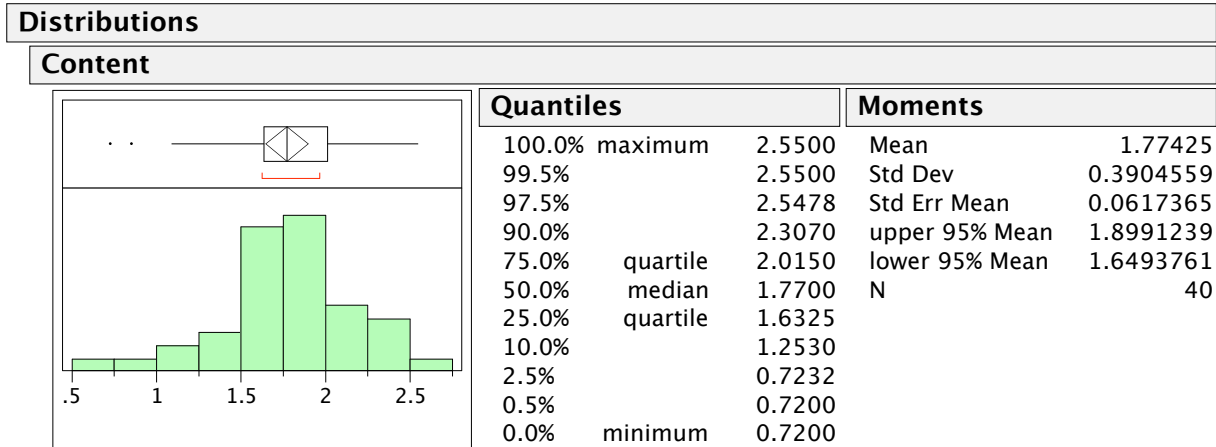 Distributions
Content
.5 1 1.5 2 2.5
Quantiles
100.0% maximum 2.5500
99.5% 2.5500
97.5% 2.5478
90.0% 2.3070
75.0% quartile 2.0150
50.0% median 1.7700
25.0% quartile 1.6325
10.0% 1.2530
2.5% 0.7232
0.5% 0.7200
0.0% minimum 0.7200
Moments
Mean 1.77425
Std Dev 0.3904559
Std Err Mean 0.0617365
upper 95% Mean 1.8991239
lower 95% Mean 1.6493761
N 40